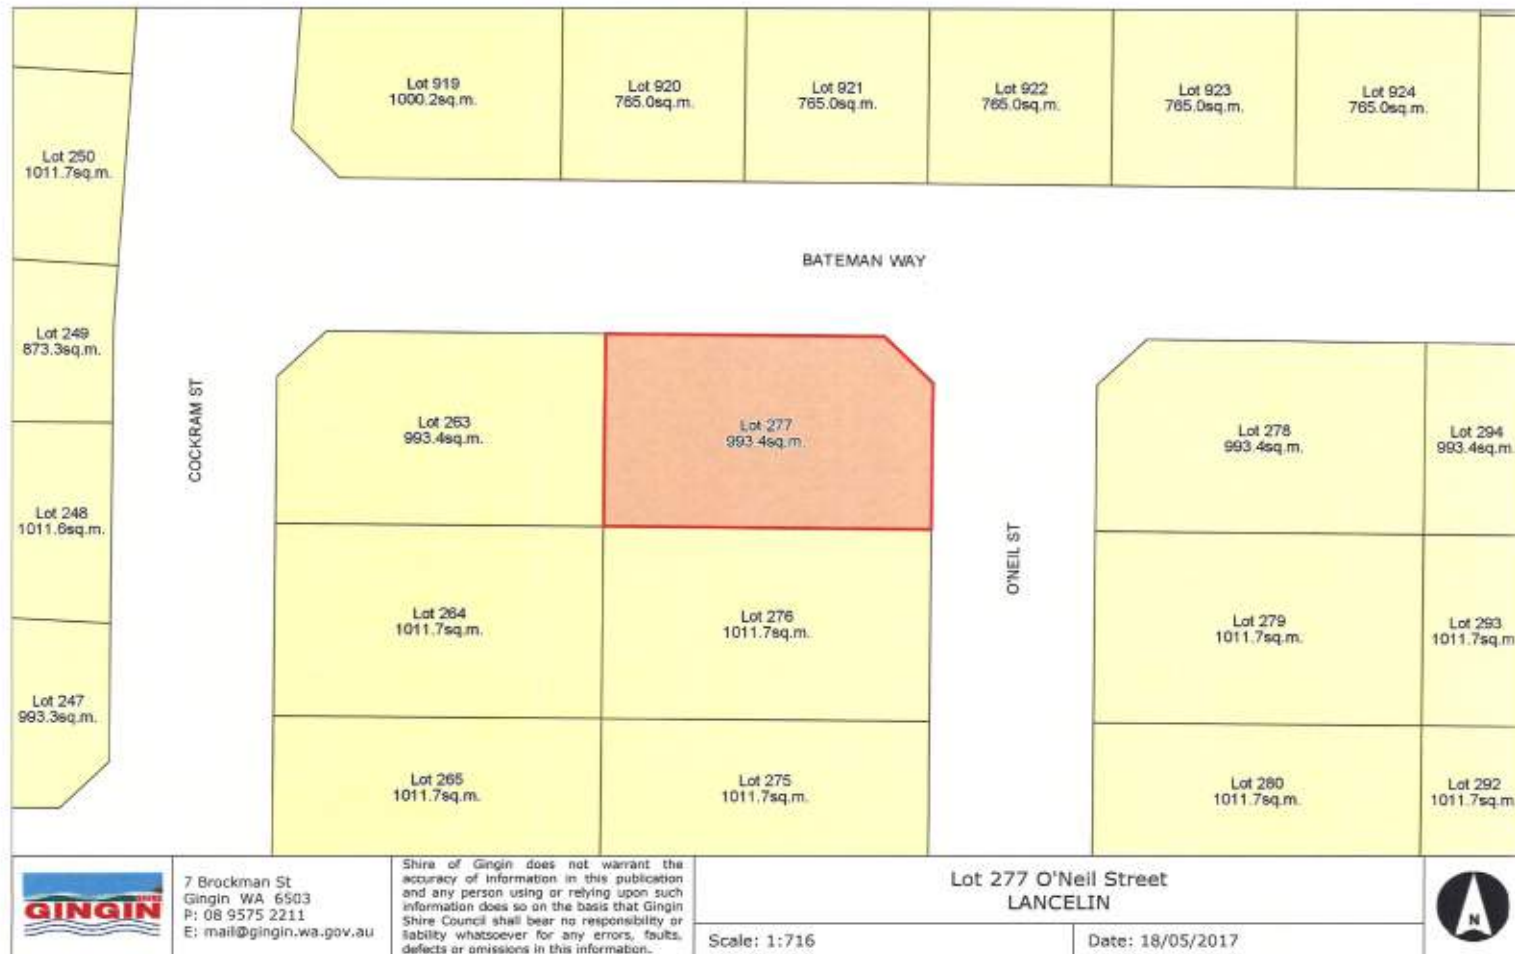 Lot 919
1000.2sq.m.
Lot 920
765.0sq.m.
Lot 921
765.0sq.m.
Lot 922
765.0sq.m.
Lot 923
765.0sq.m.
Lot 924
765.0sq.m.
Lot 250
1011.7sq.m.
BATEMAN WAY
Lot 249
873.3sq.m.
COCKRAM ST
Lot 263
993.4sq.m.
Lot 277
993.4sq.m.
Lot 278
993.4sq.m.
Lot 294
993.4sq.m.
Lot 248
1011.6sq.m.
O'NEIL ST
Lot 264
1011.7sq.m.
Lot 276
1011.7sq.m.
Lot 279
1011.7sq.m.
Lot 293
1011.7sq.m
Lot 247
993.3sq.m.
Lot 265
1011.7sq.m.
Lot 275
1011.7sq.m.
Lot 280
1011.7sq.m.
Lot 292
1011.7sq.m
GINGIN
7 Brockman St
Gingin WA 6503
P: 08 9575 2211
E: mail@gingin.wa.gov.au
Shire of Gingin does not warrant the
accuracy of information in this publication
and any person using or relying upon such
information does so on the basis that Gingin
Shire Council shall bear no responsibility or
liability whatsoever for any errors, faults,
defects or omissions in this information.
Lot 277 O'Neil Street
LANCELIN
Scale: 1:716
Date: 18/05/2017
N